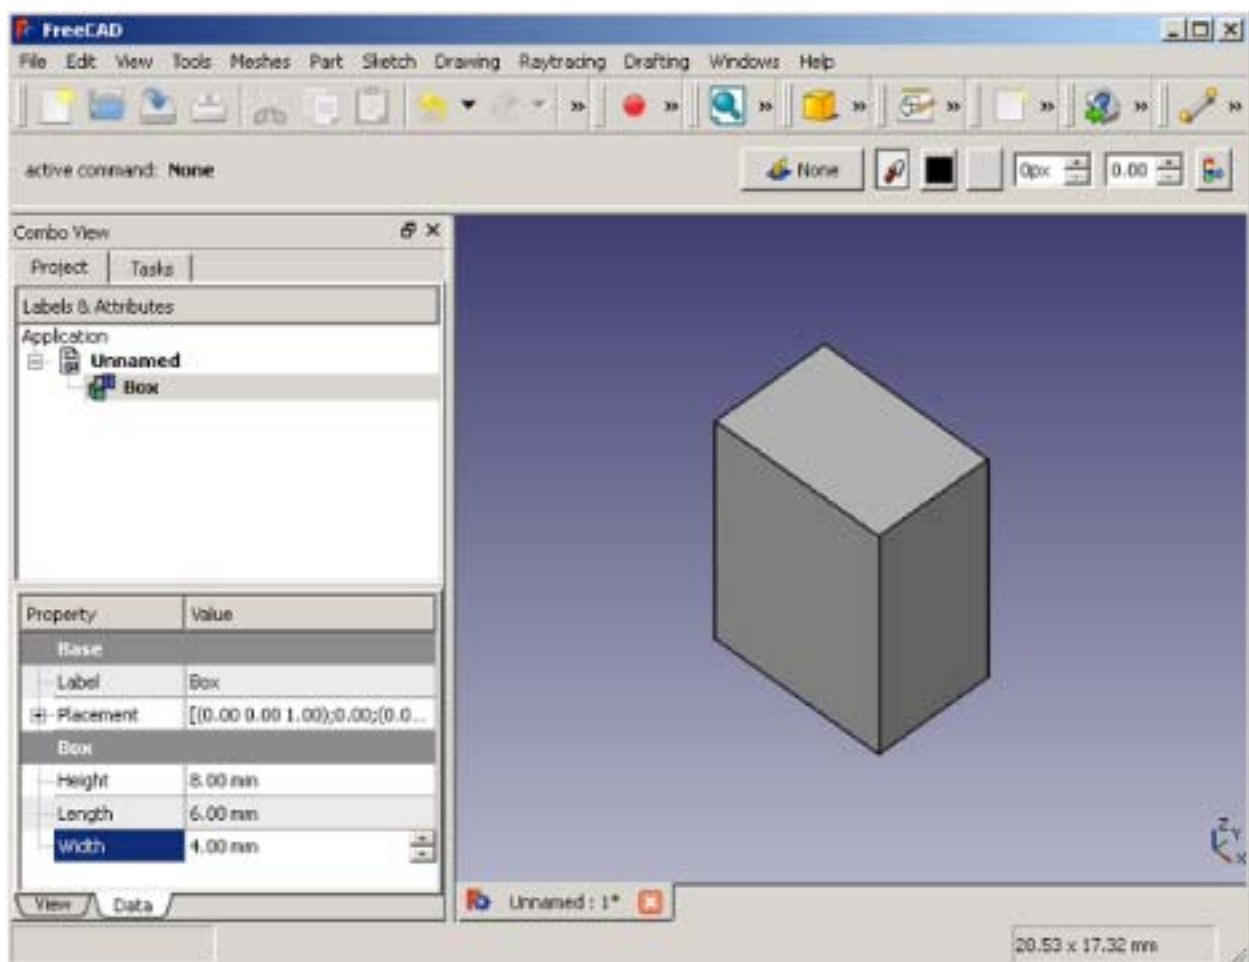 FreeCAD
File Edit View Tools Meshes Part Sketch Drawing Raytracing Drafting Windows Help
active command: None
None
0px
0.00
Combo View
Project Tasks
Labels & Attributes
Application
Unnamed
Box
Property Value
Base
Label Box
Placement [(0.00 0.00 1.00);0.00;(0.0...
Box
Height 8.00 mm
Length 6.00 mm
Width 4.00 mm
View Data
Unnamed : 1*
Z Y
X
20.53 x 17.32 mm